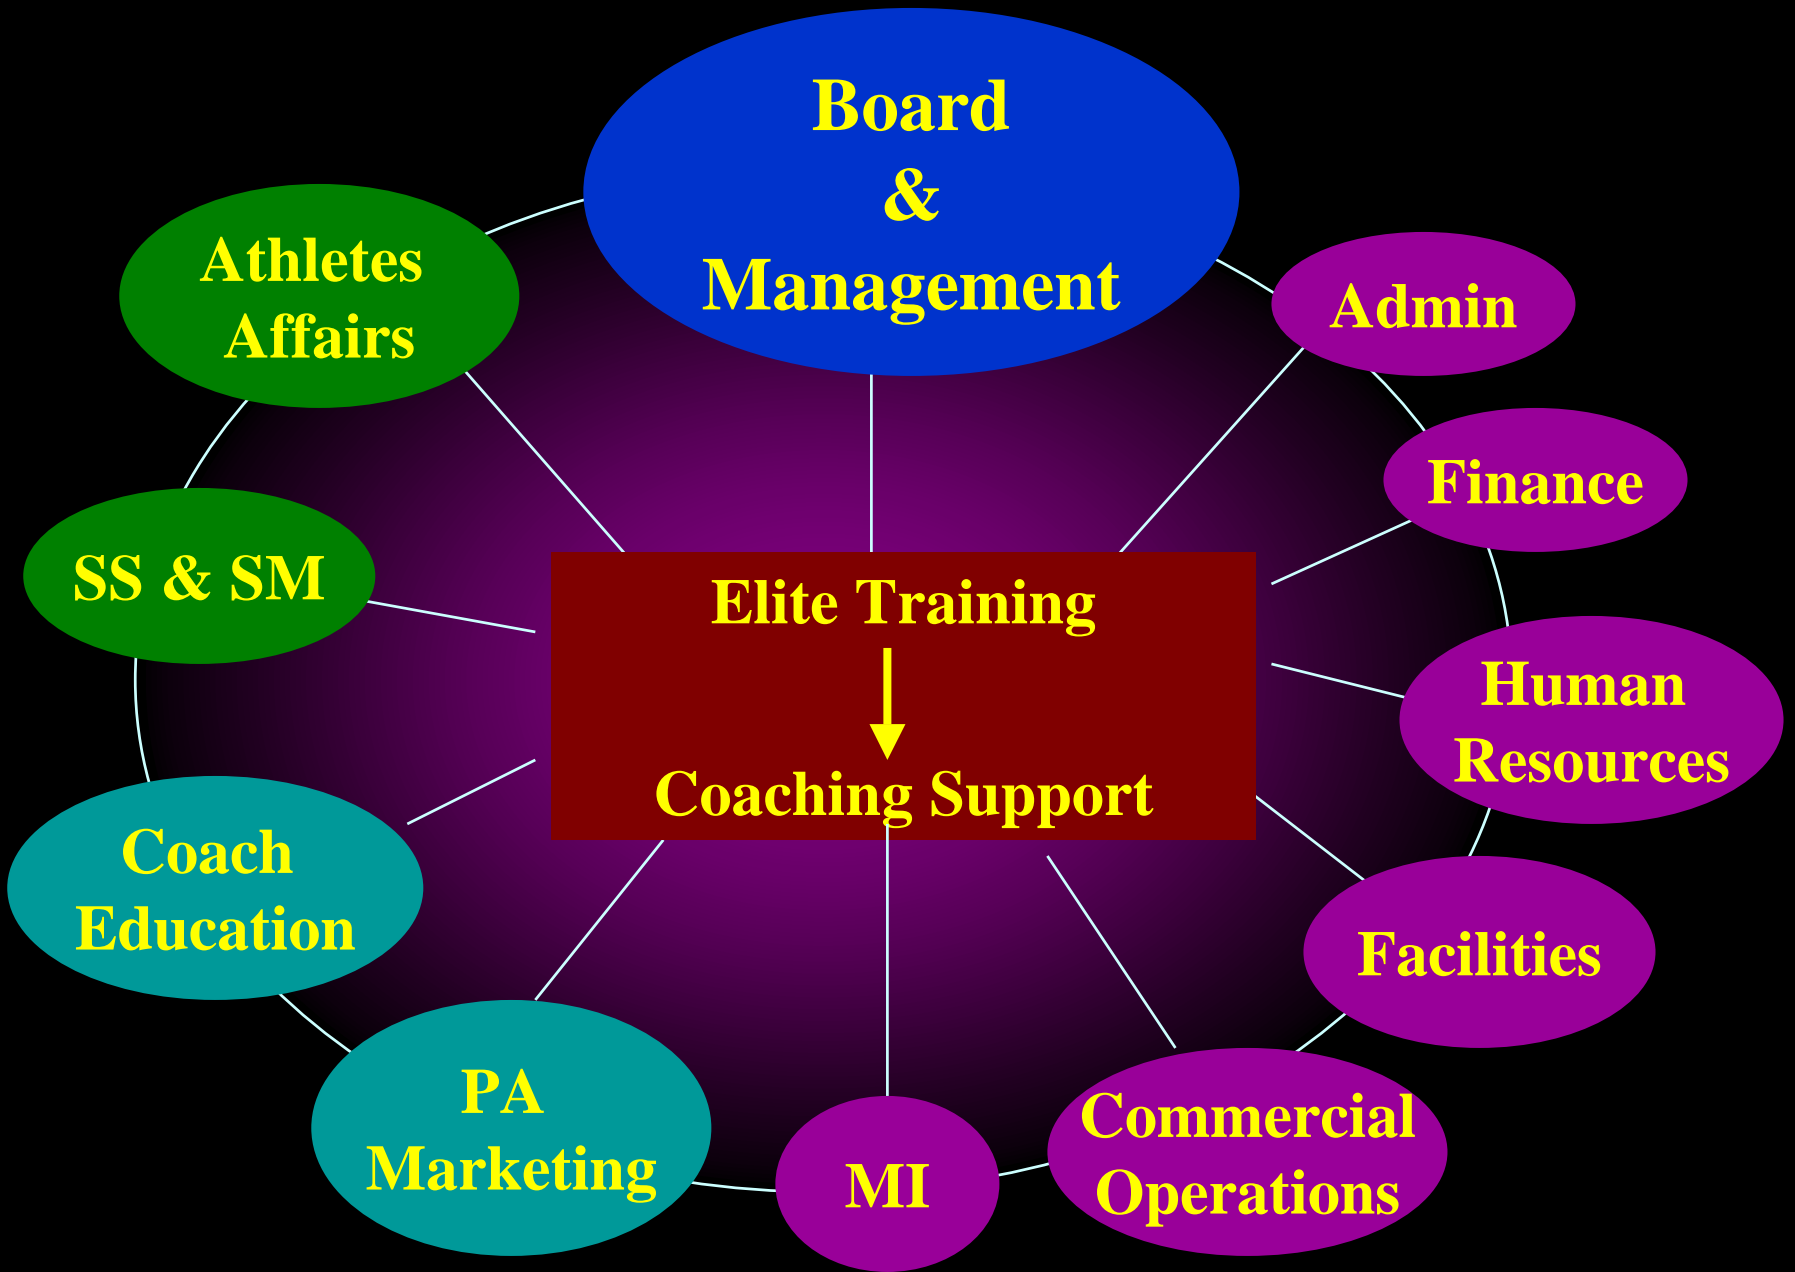 Board
&
Management
Athletes
Affairs
Admin
Finance
SS & SM
Elite Training
Coaching Support
Human
Resources
Coach
Education
Facilities
PA
Marketing
MI
Commercial
Operations